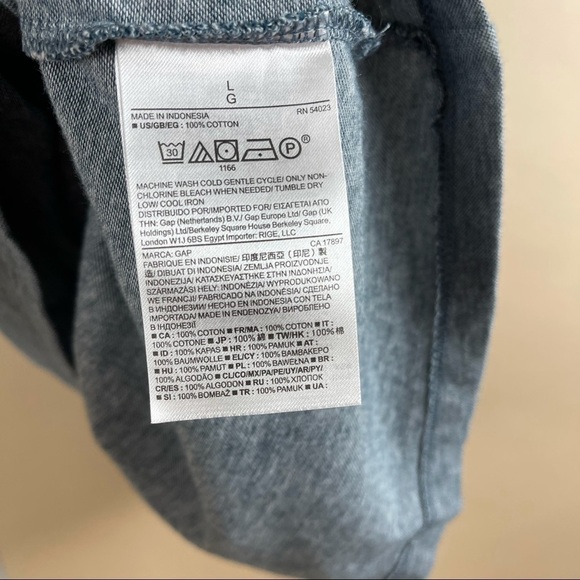 L
G
MADE IN INDONESIA RN 54023
■ US/GB/EG : 100% COTTON
30 P®
1166
MACHINE WASH COLD GENTLE CYCLE/ ONLY NON-
CHLORINE BLEACH WHEN NEEDED/ TUMBLE DRY
LOW COOL IRON
DISTRIBUIDO POR/IMPORTED FOR/ ΕΙΣΑΓΕΤΑΙ ΑΠΟ
ΤΗΝ: Gap (Netherlands) B.V./ Gap Europe Ltd/ Gap (UK
Holdings) Ltd/Berkeley Square House Berkeley Square,
London W1J 6BS Egypt Importer: RIGE, LLC
MARCA: GAP CA 17897
FABRIQUE EN INDONESIE/ 印度尼西亞 (印尼) 製
造/ DIBUAT DI INDONESIA/ ZEMLJA PROIZVODNJE
INDONEZIJA/ ΚΑΤΑΣΚΕΥΑΣΤΗΚΕ ΣΤΗΝ ΙΝΔΟΝΗΣΙΑ/
SZÁRMAZÁSI HELY: INDONÉZIA/ WYPRODUKOWANO
WE FRANCJI/ FABRICADO NA INDONÉSIA/ СДЕЛАНО
В ИНДОНЕЗИИ/ HECHO EN INDONESIA CON TELA
IMPORTADA/ MADE IN ENDONEZYA/ ВИРОБЛЕНО
В ІНДОНЕЗІЇ
■ CA : 100% COTTON ■ FR/MA : 100% COTON ■ IT :
100% COTONE ■ JP : 100% 綿 ■ TW/HK : 100% 棉
■ ID : 100% KAPAS ■ HR : 100% PAMUK ■ AT :
100% BAUMWOLLE ■ EL/CY : 100% ΒΑΜΒΑΚΕΡΟ
■ HU : 100% PAMUT ■ PL : 100% BAWEŁNA ■ BR :
100% ALGODÃO ■ CL/CO/MX/PA/PE/UY/AR/PY/
CR/ES : 100% ALGODON ■ RU : 100% ХЛОПОК
■ SI : 100% BOMBAŽ ■ TR : 100% PAMUK ■ UA :